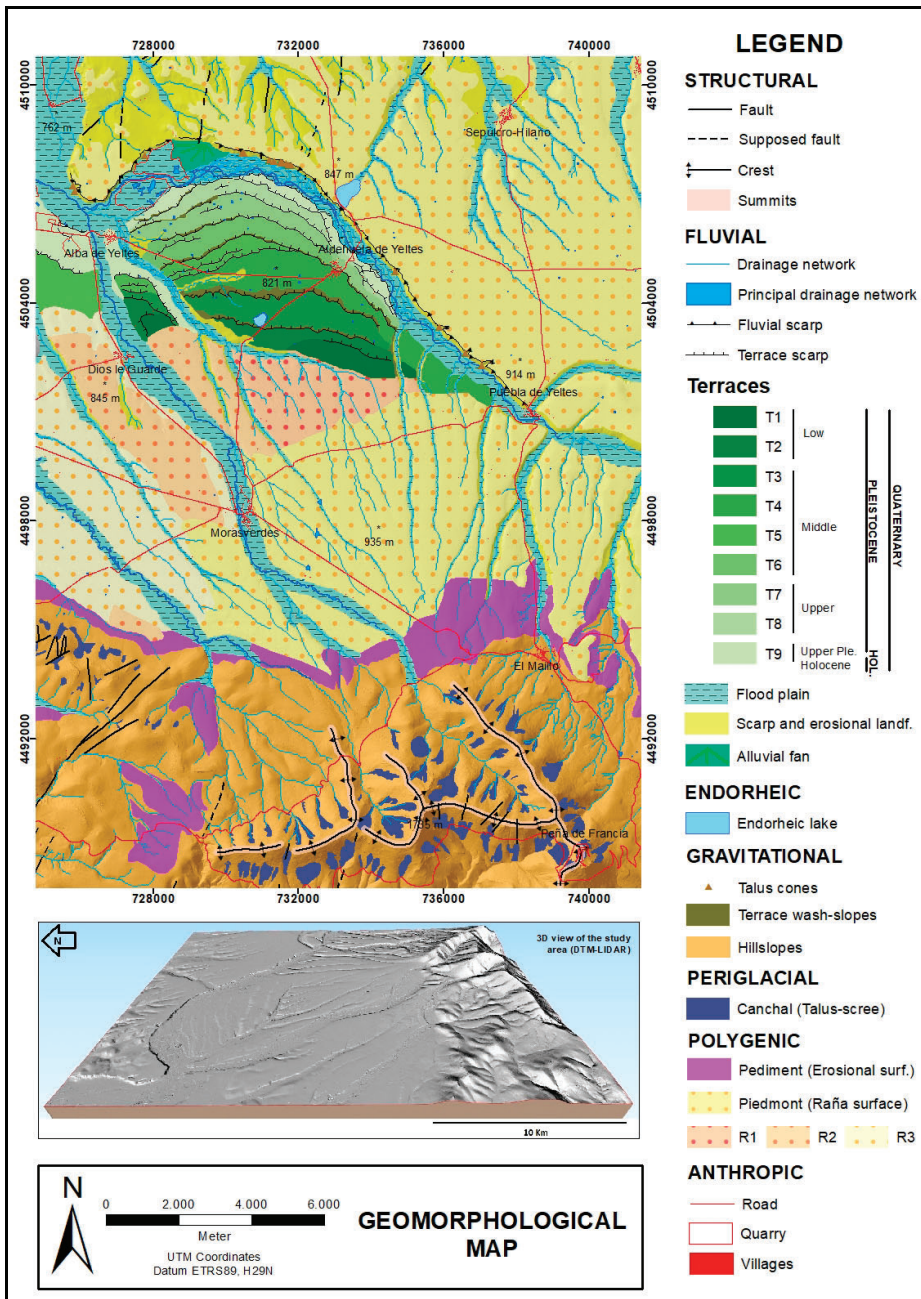 728000 732000 736000 740000
4510000 4510000
762 m
Sepulcro-Hilario
847 m
Alba de Yeltes
Aldehuela de Yeltes
821 m
4504000 4504000
Dios le Guarde
914 m
845 m
Puebla de Yeltes
4498000 4498000
Morasverdes
935 m
El Maillo
4492000 4492000
1735 m
Peña de Francia
728000 732000 736000 740000
N
3D view of the study
area (DTM-LIDAR)
10 Km
N
0 2.000 4.000 6.000
Meter
UTM Coordinates
Datum ETRS89, H29N
GEOMORPHOLOGICAL
MAP
LEGEND
STRUCTURAL
Fault
Supposed fault
Crest
Summits
FLUVIAL
Drainage network
Principal drainage network
Fluvial scarp
Terrace scarp
Terraces
T1
Low
T2
T3
T4
Middle
T5
T6
T7
Upper
T8
T9
Upper Ple.
Holocene
PLEISTOCENE
HOL.
QUATERNARY
Flood plain
Scarp and erosional landf.
Alluvial fan
ENDORHEIC
Endorheic lake
GRAVITATIONAL
Talus cones
Terrace wash-slopes
Hillslopes
PERIGLACIAL
Canchal (Talus-scree)
POLYGENIC
Pediment (Erosional surf.)
Piedmont (Raña surface)
R1 R2 R3
ANTHROPIC
Road
Quarry
Villages